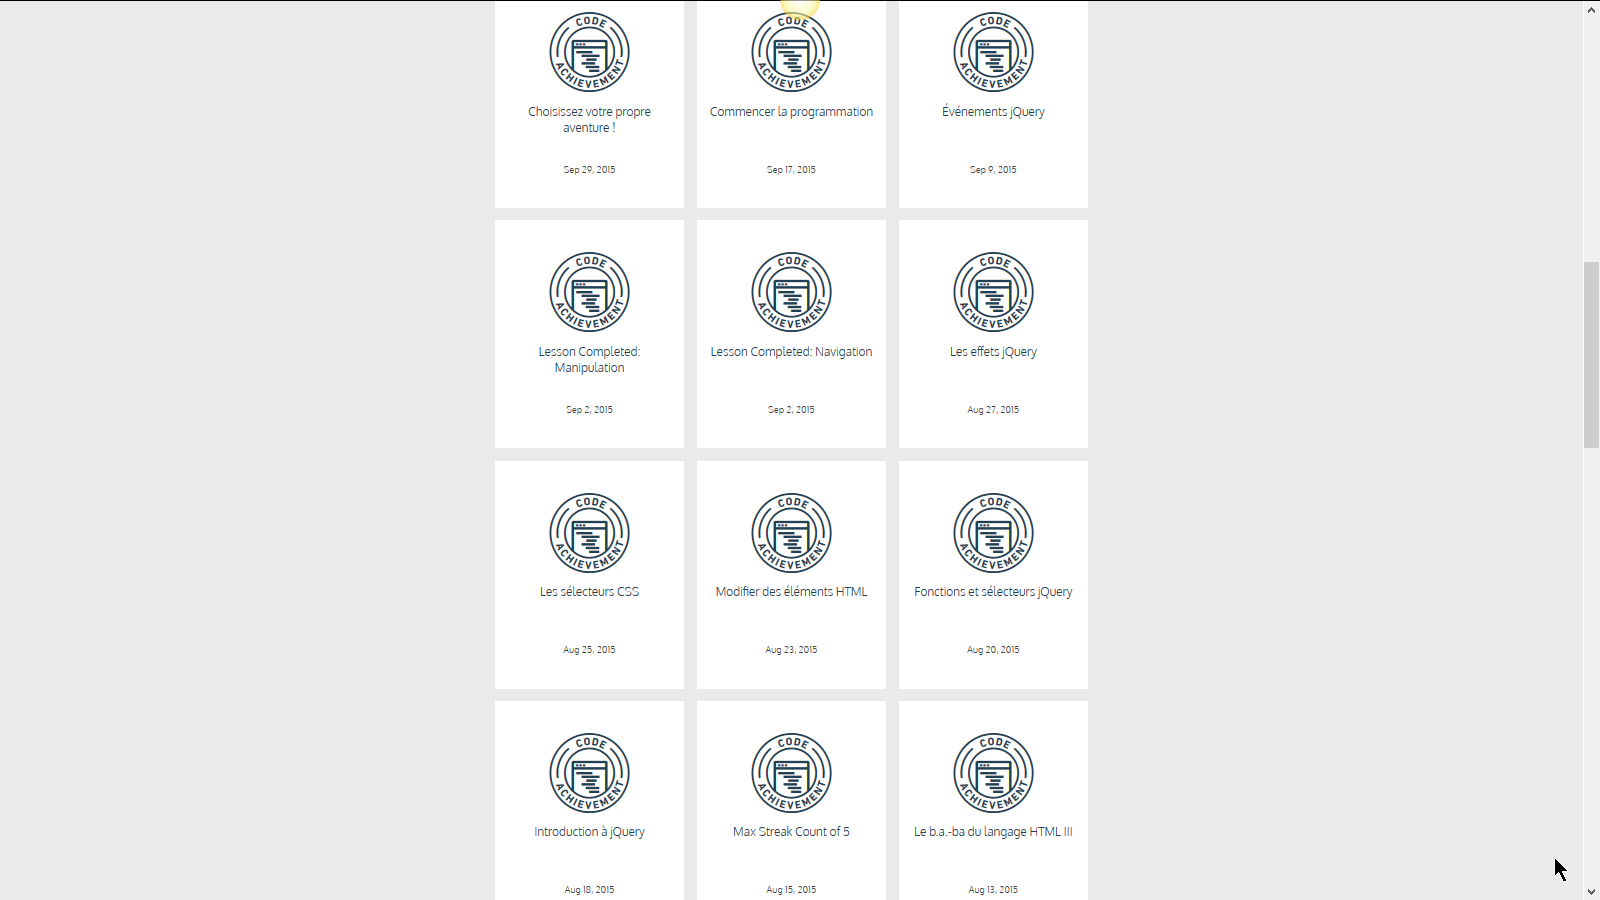 CODE
ACHIEVEMENT
Choisissez votre propre
aventure !
Sep 29, 2015
CODE
ACHIEVEMENT
Commencer la programmation
Sep 17, 2015
CODE
ACHIEVEMENT
Événements jQuery
Sep 9, 2015
CODE
ACHIEVEMENT
Lesson Completed:
Manipulation
Sep 2, 2015
CODE
ACHIEVEMENT
Lesson Completed: Navigation
Sep 2, 2015
CODE
ACHIEVEMENT
Les effets jQuery
Aug 27, 2015
CODE
ACHIEVEMENT
Les sélecteurs CSS
Aug 25, 2015
CODE
ACHIEVEMENT
Modifier des éléments HTML
Aug 23, 2015
CODE
ACHIEVEMENT
Fonctions et sélecteurs jQuery
Aug 20, 2015
CODE
ACHIEVEMENT
Introduction à jQuery
Aug 18, 2015
CODE
ACHIEVEMENT
Max Streak Count of 5
Aug 15, 2015
CODE
ACHIEVEMENT
Le b.a.-ba du langage HTML III
Aug 13, 2015